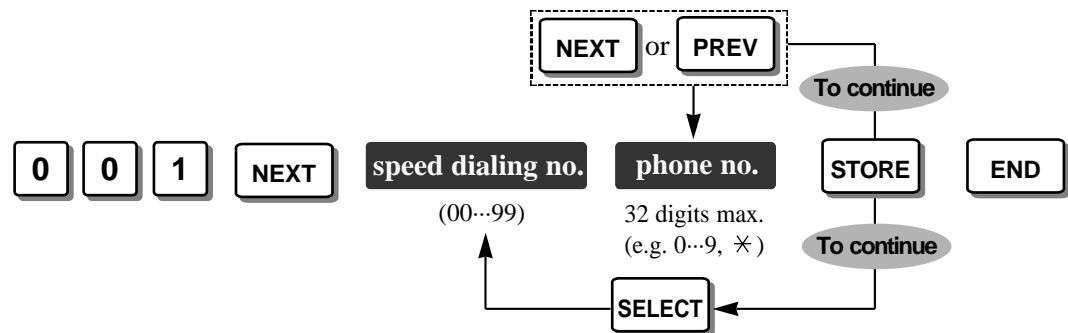 NEXT or PREV
To continue
0 0 1 NEXT speed dialing no. phone no. STORE END
(00···99) 32 digits max.
(e.g. 0···9, ✳)
To continue
SELECT